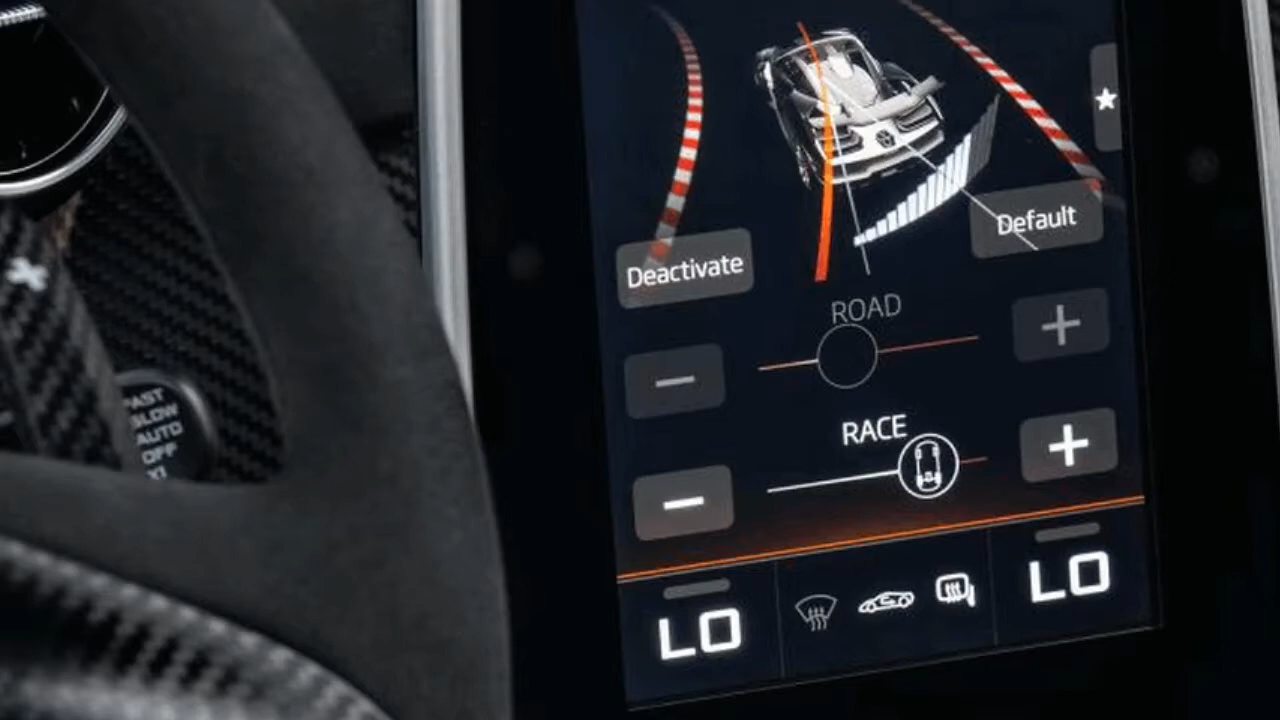 Default
Deactivate
ROAD
RACE
LO
LO
FAST
SLOW
AUTO
OFF